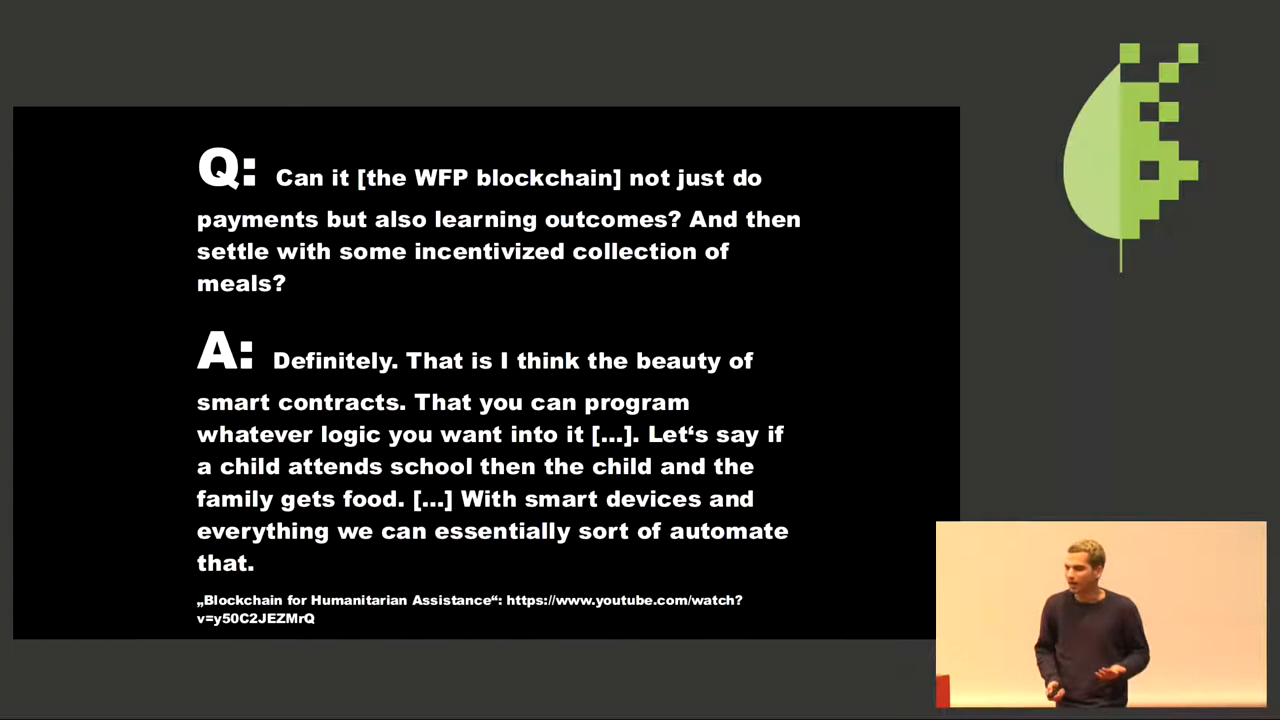 Q: Can it [the WFP blockchain] not just do
payments but also learning outcomes? And then
settle with some incentivized collection of
meals?
A: Definitely. That is I think the beauty of
smart contracts. That you can program
whatever logic you want into it [...]. Let‘s say if
a child attends school then the child and the
family gets food. [...] With smart devices and
everything we can essentially sort of automate
that.
„Blockchain for Humanitarian Assistance“: https://www.youtube.com/watch?
v=y50C2JEZMrQ